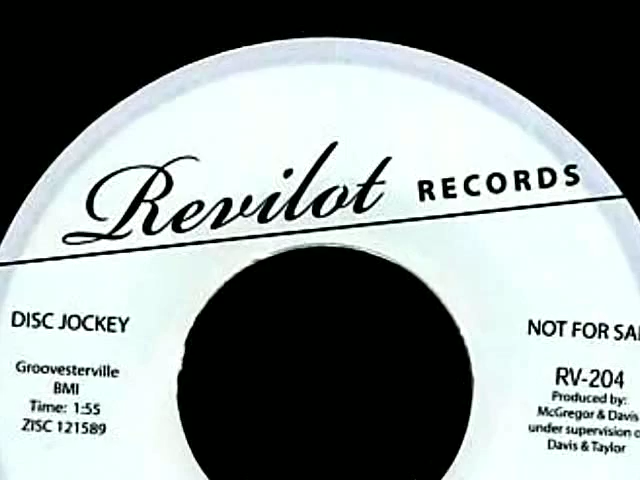 Revilot RECORDS
DISC JOCKEY
Groovesterville
BMI
Time: 1:55
ZISC 121589
NOT FOR SAL
RV-204
Produced by:
McGregor & Davis
under supervision o
Davis & Taylor